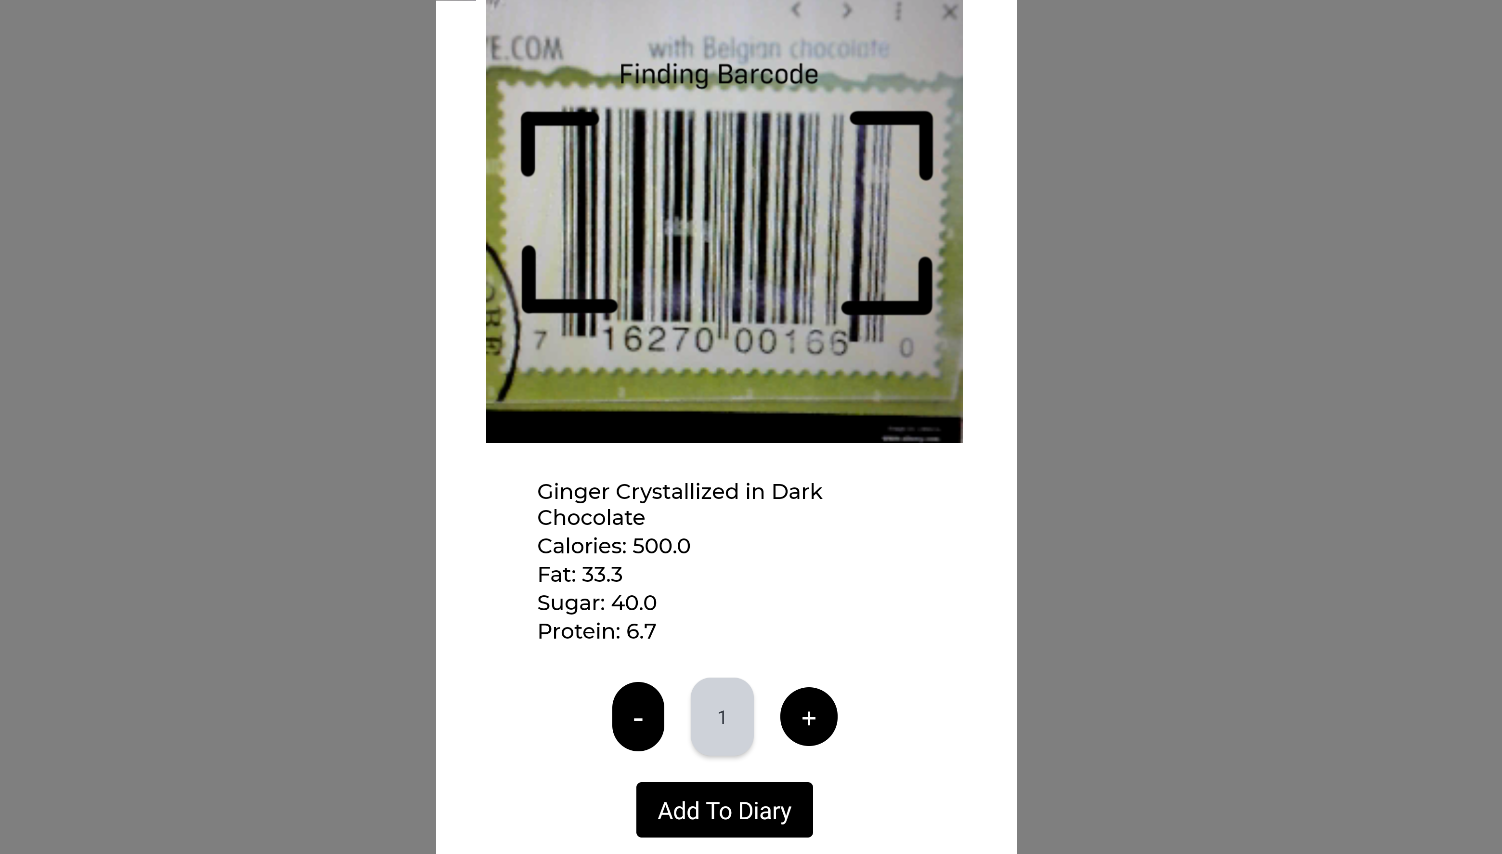 E.COM with Belgian chocolate
Finding Barcode
7 16270 00166 0
Ginger Crystallized in Dark
Chocolate
Calories: 500.0
Fat: 33.3
Sugar: 40.0
Protein: 6.7
- 1 +
Add To Diary